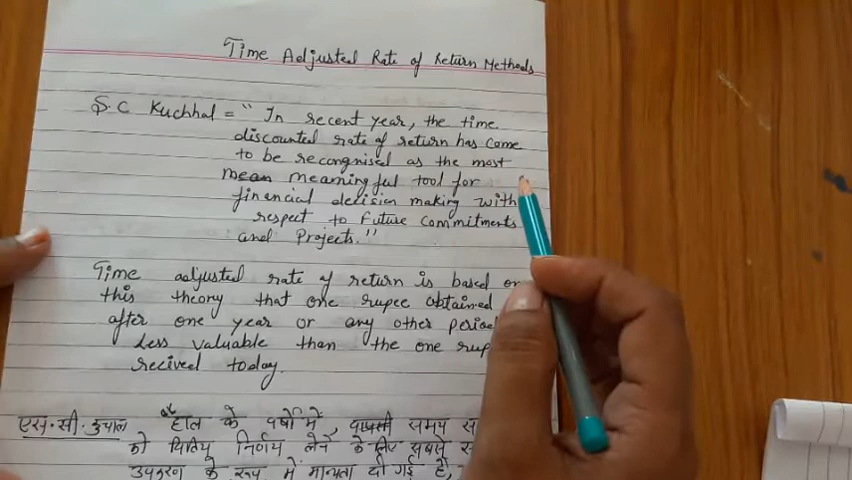 Time Adjusted Rate of Return Methods
S.C Kuchhal = "In recent year, the time
discounted rate of return has come
to be recongnised as the most
mean meaningful tool for
financial decision making with
respect to Future Commitments
and Projects."
Time adjusted rate of return is based on
this theory that one rupee obtained
after one year or any other period
less valuable than the one rup
recived today.
एस.सी. कुचाल हाल के वर्षो में, समय
को वित्तिय निर्णय लेने के लिए सबसे
उपकरण के रूप में मान्यता दी गई है,